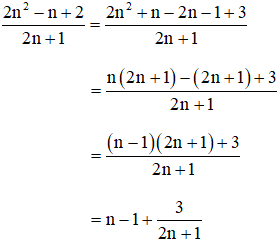 (2n² − n + 2)/(2n + 1) = (2n² + n − 2n − 1 + 3)/(2n + 1)
= (n(2n + 1) − (2n + 1) + 3)/(2n + 1)
= ((n − 1)(2n + 1) + 3)/(2n + 1)
= n − 1 + 3/(2n + 1)